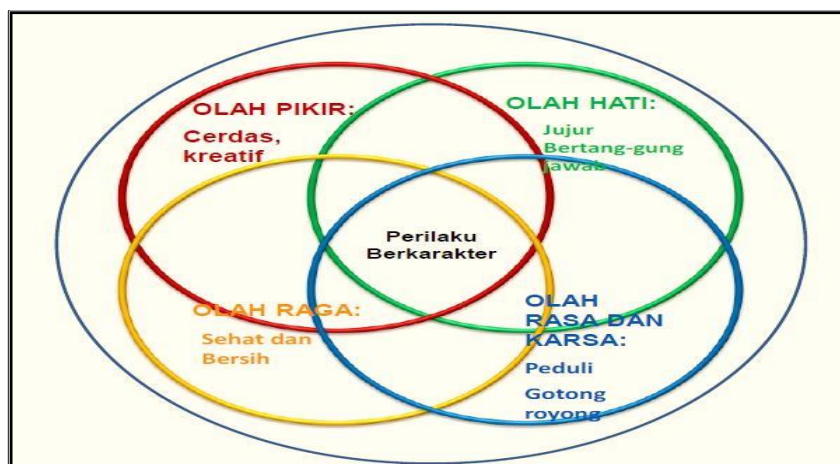 OLAH PIKIR:
Cerdas,
kreatif
OLAH HATI:
Jujur
Bertang-gung
jawab
Perilaku
Berkarakter
OLAH RAGA:
Sehat dan
Bersih
OLAH
RASA DAN
KARSA:
Peduli
Gotong
royong